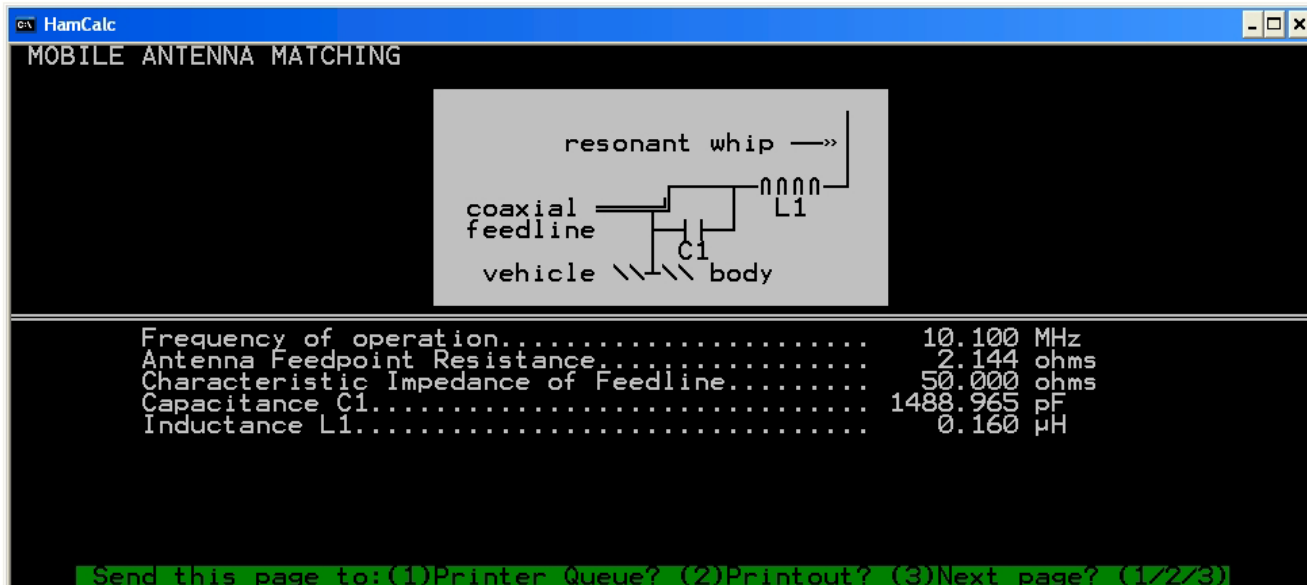 HamCalc
MOBILE ANTENNA MATCHING
resonant whip
L1
coaxial
feedline
C1
vehicle body
Frequency of operation....................... 10.100 MHz
Antenna Feedpoint Resistance................. 2.144 ohms
Characteristic Impedance of Feedline......... 50.000 ohms
Capacitance C1............................... 1488.965 pF
Inductance L1................................ 0.160 µH
Send this page to:(1)Printer Queue? (2)Printout? (3)Next page? (1/2/3)